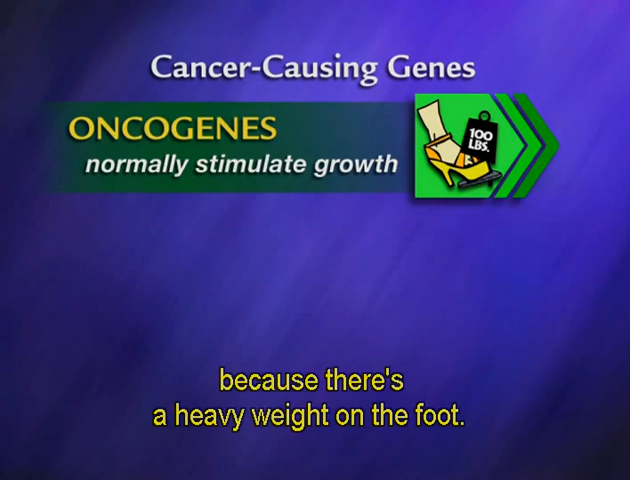 Cancer-Causing Genes
ONCOGENES
normally stimulate growth
100
LBS.
because there's
a heavy weight on the foot.